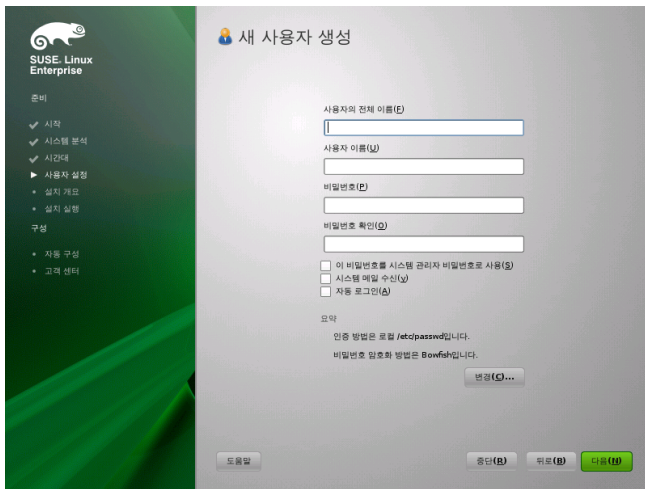 SUSE. Linux
Enterprise
준비
시작
시스템 분석
시간대
사용자 설정
설치 개요
설치 실행
구성
자동 구성
고객 센터
새 사용자 생성
사용자의 전체 이름(F)
사용자 이름(U)
비밀번호(P)
비밀번호 확인(O)
이 비밀번호를 시스템 관리자 비밀번호로 사용(S)
시스템 메일 수신(y)
자동 로그인(A)
요약
인증 방법은 로컬 /etc/passwd입니다.
비밀번호 암호화 방법은 Bowfish입니다.
변경(C)...
도움말
중단(R)
뒤로(B)
다음(N)